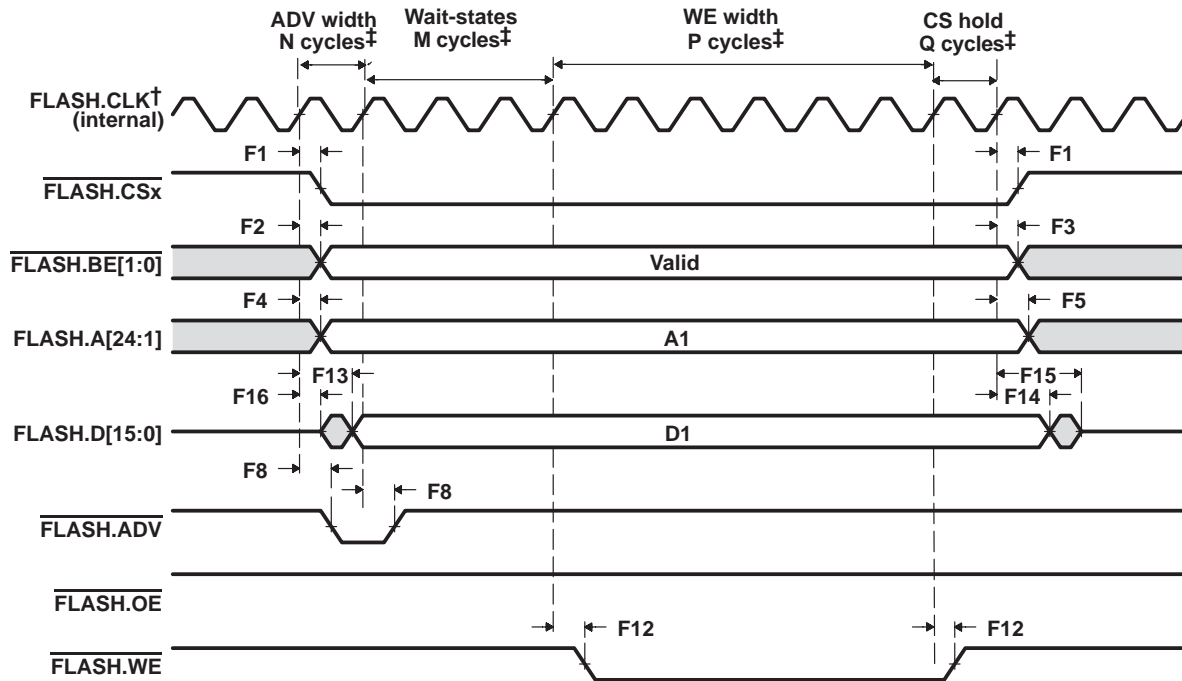 ADV width
N cycles‡
Wait-states
M cycles‡
WE width
P cycles‡
CS hold
Q cycles‡
FLASH.CLK†
(internal)
F1
F1
FLASH.CSx
F2
F3
FLASH.BE[1:0]
Valid
F4
F5
FLASH.A[24:1]
A1
F13
F15
F16
F14
FLASH.D[15:0]
D1
F8
F8
FLASH.ADV
FLASH.OE
F12
F12
FLASH.WE